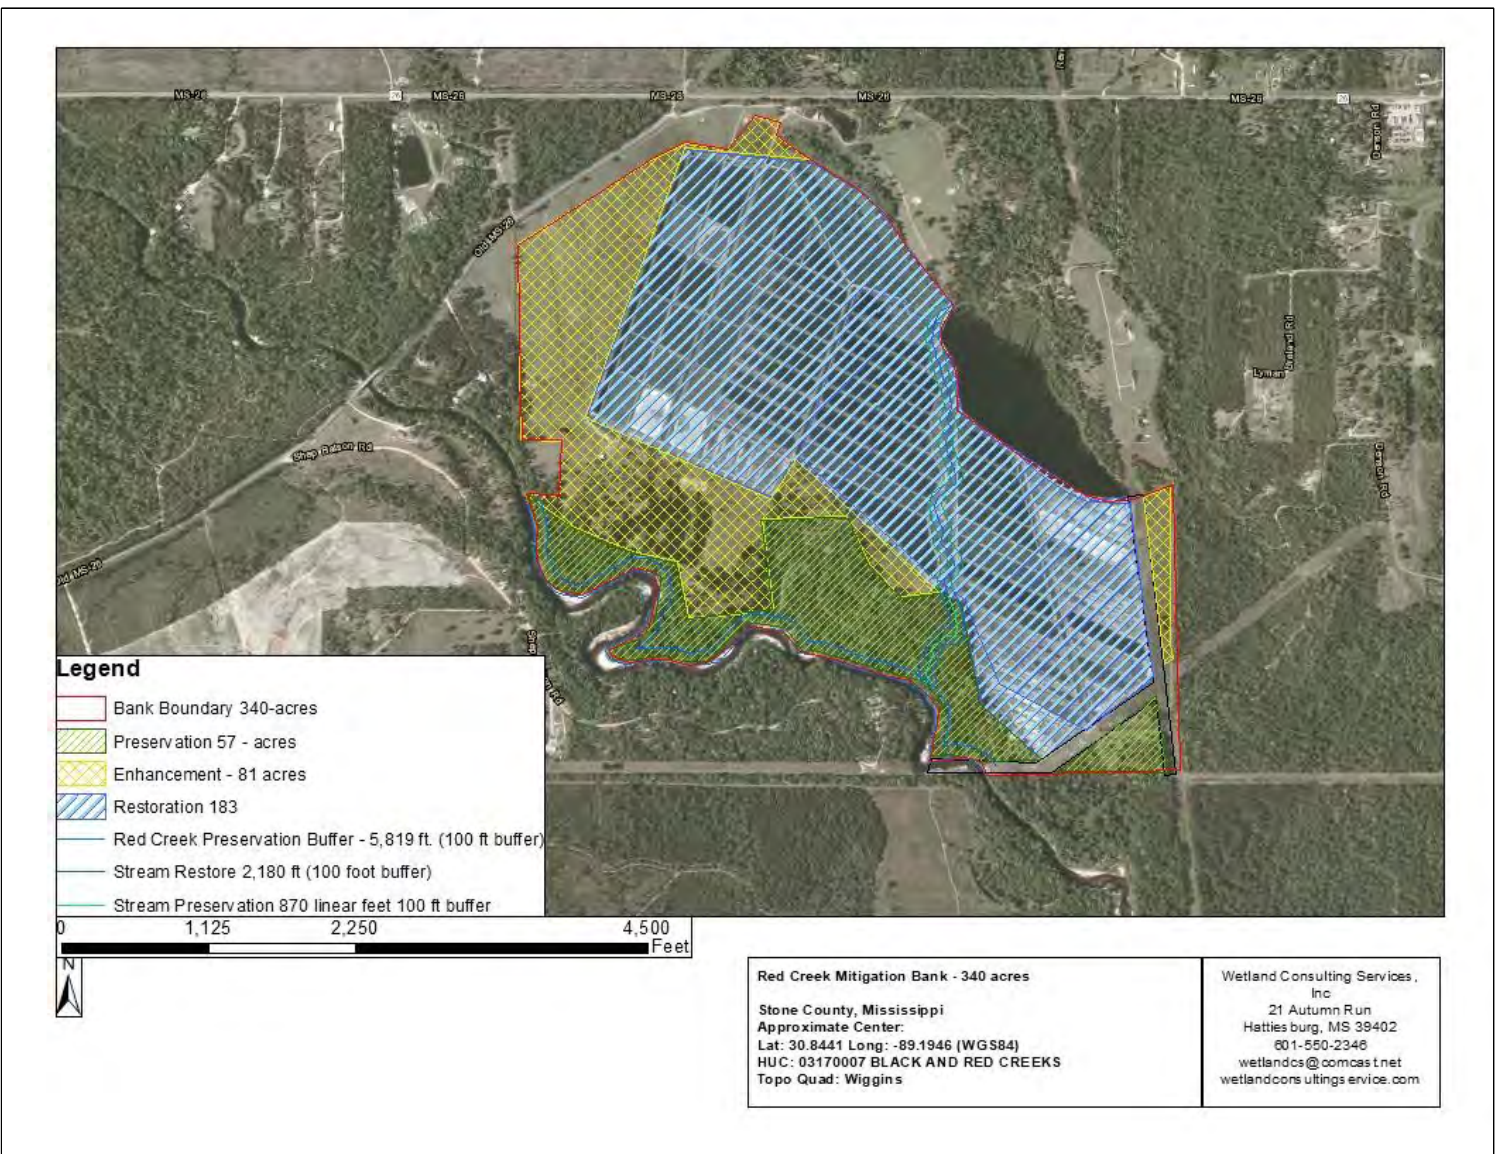 MS-26
26
MS-26
MS-26
MS-26
MS-26
26
Old MS-26
Lyman
Old MS-26
Legend
Bank Boundary 340-acres
Preservation 57 - acres
Enhancement - 81 acres
Restoration 183
Red Creek Preservation Buffer - 5,819 ft. (100 ft buffer)
Stream Restore 2,180 ft (100 foot buffer)
Stream Preservation 870 linear feet 100 ft buffer
0 1,125 2,250 4,500
Feet
N
Red Creek Mitigation Bank - 340 acres
Stone County, Mississippi
Approximate Center:
Lat: 30.8441 Long: -89.1946 (WGS84)
HUC: 03170007 BLACK AND RED CREEKS
Topo Quad: Wiggins
Wetland Consulting Services,
Inc
21 Autumn Run
Hattiesburg, MS 39402
601-550-2346
wetlandcs@comcast.net
wetlandconsultingservice.com